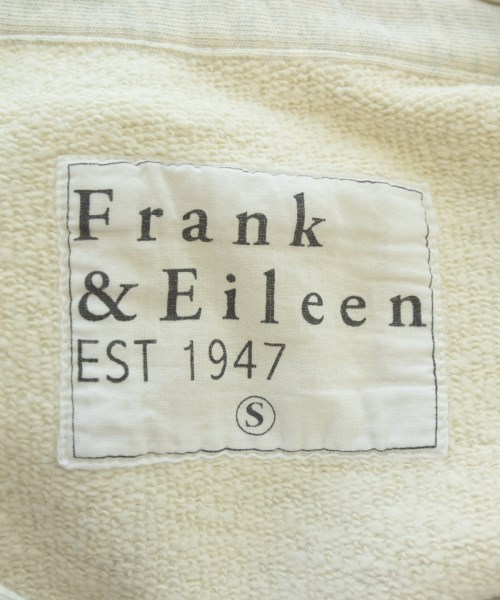 Frank
& Eileen
EST 1947
S